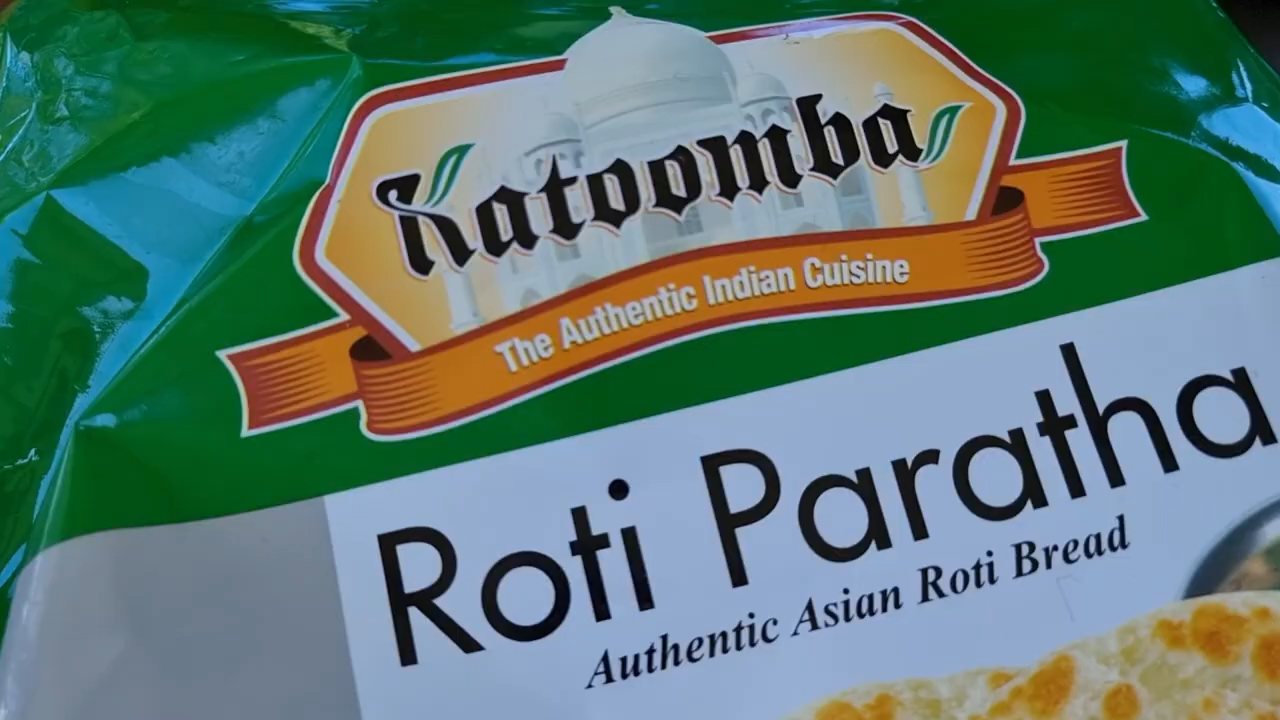 Katoomba
The Authentic Indian Cuisine
Roti Paratha
Authentic Asian Roti Bread